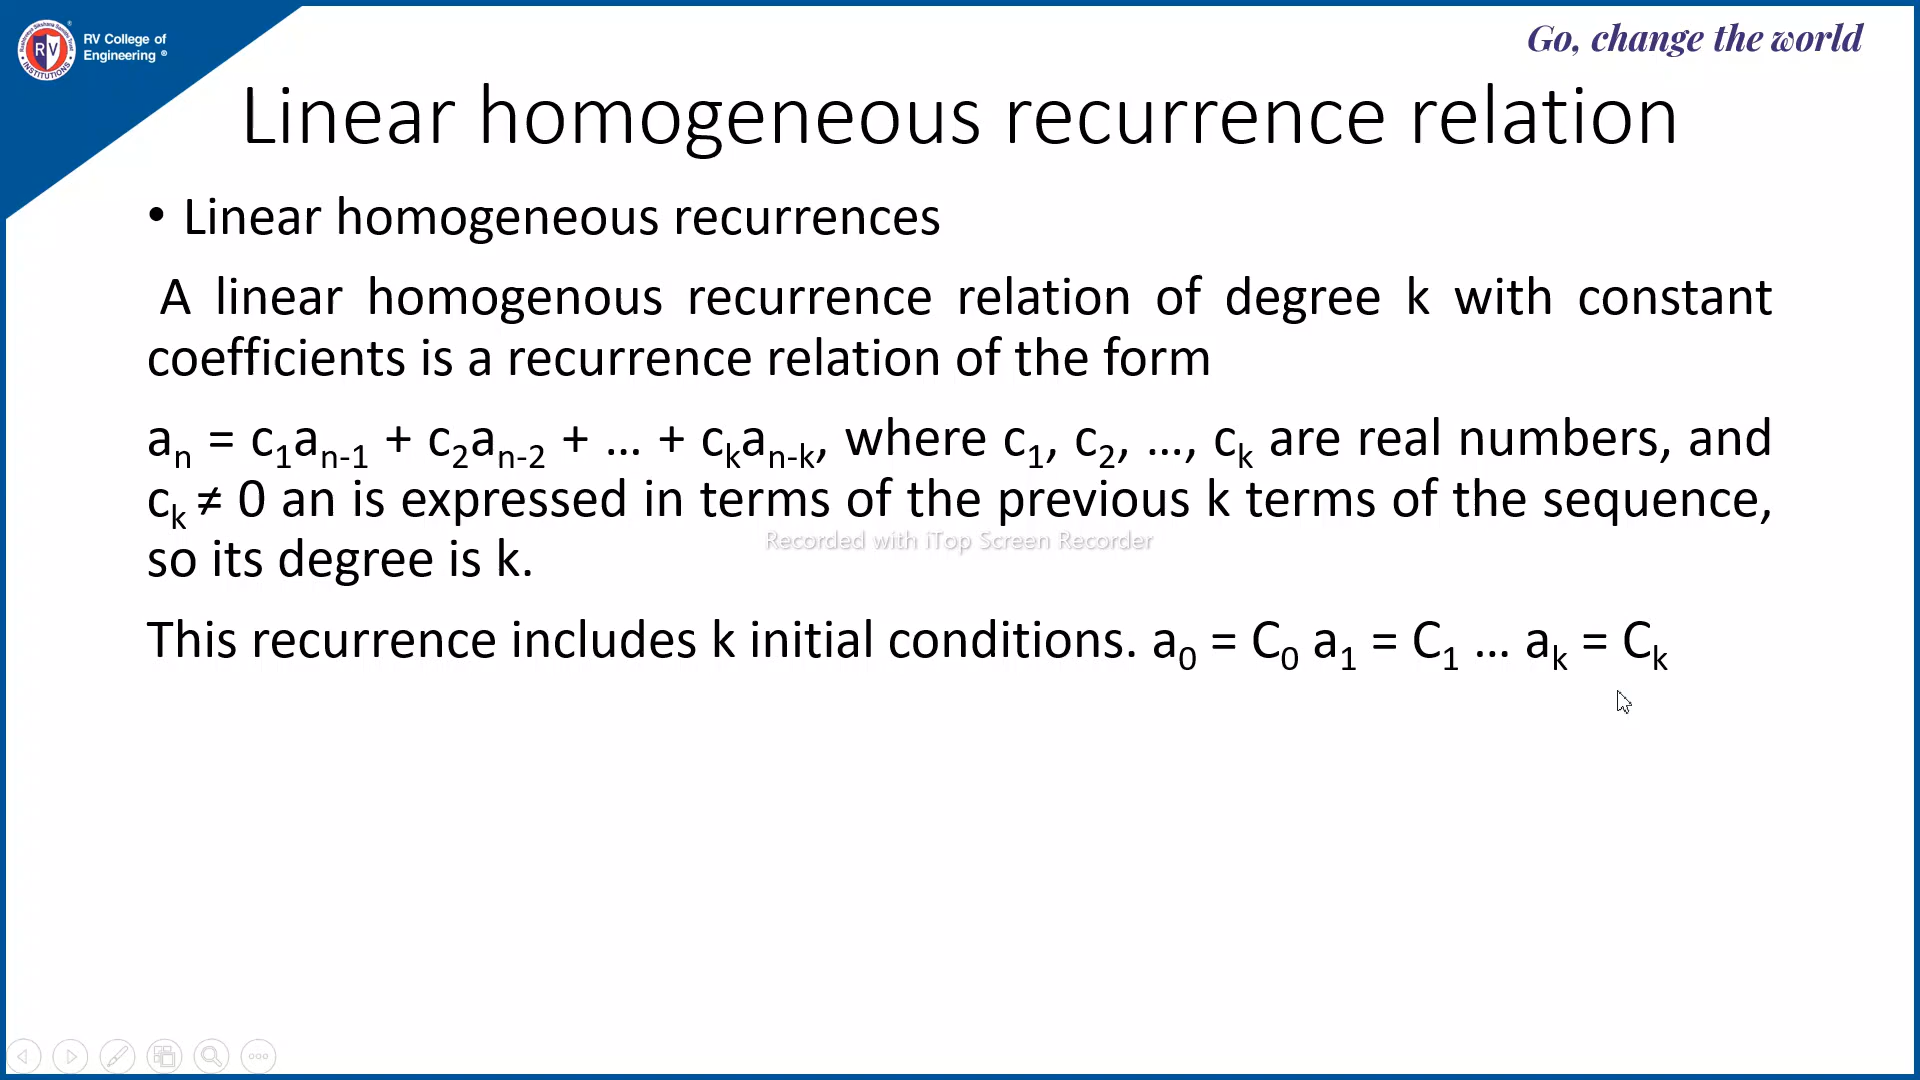 RV College of
Engineering ®
Go, change the world
RV
INSTITUTIONS
Linear homogeneous recurrence relation
• Linear homogeneous recurrences
A linear homogenous recurrence relation of degree k with constant
coefficients is a recurrence relation of the form
aₙ = c₁aₙ₋₁ + c₂aₙ₋₂ + … + cₖaₙ₋ₖ, where c₁, c₂, …, cₖ are real numbers, and
cₖ ≠ 0 an is expressed in terms of the previous k terms of the sequence,
Recorded with iTop Screen Recorder
so its degree is k.
This recurrence includes k initial conditions. a₀ = C₀ a₁ = C₁ … aₖ = Cₖ